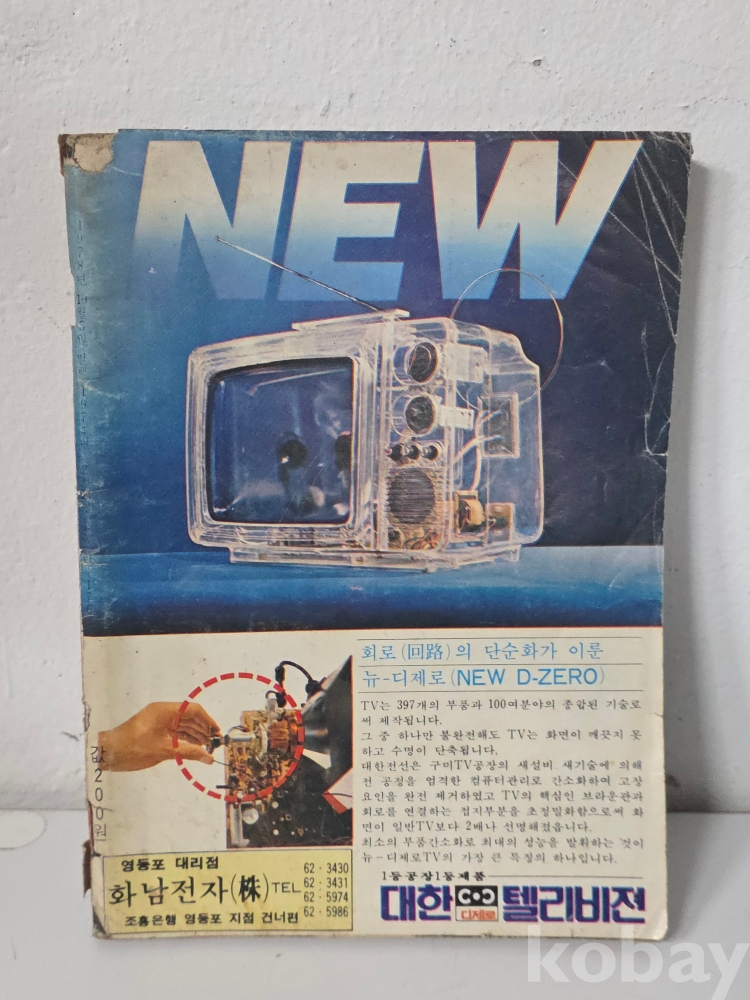 NEW
회로(回路)의 단순화가 이룬
뉴-디제로(NEW D-ZERO)
TV는 397개의 부품과 100여분야의 종합된 기술로
써 제작됩니다.
그 중 하나만 불완전해도 TV는 화면이 깨끗지 못
하고 수명이 단축됩니다.
대한전선은 구미TV공장의 새설비 새기술에 의해
전 공정을 엄격한 컴퓨터관리로 간소화하여 고장
요인을 완전 제거하였고 TV의 핵심인 브라운관과
회로를 연결하는 접지부분을 초정밀화함으로써 화
면이 일반TV보다 2배나 선명해졌읍니다.
최소의 부품간소화로 최대의 성능을 발휘하는 것이
뉴-디제로TV의 가장 큰 특징의 하나입니다.
1등공장1등제품
대한 디제로 텔리비젼
값200원
영등포 대리점
화남전자(株) TEL
62·3430
62·3431
62·5974
62·5986
조흥은행 영등포 지점 건너편
kobay